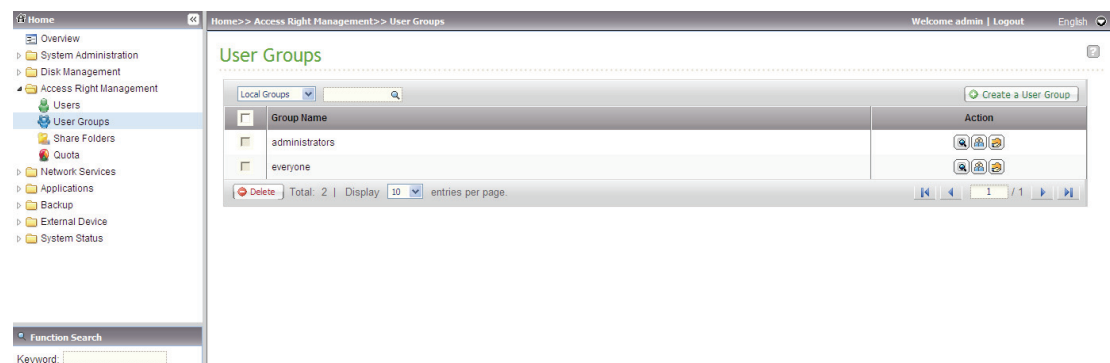 Home
Overview
System Administration
Disk Management
Access Right Management
Users
User Groups
Share Folders
Quota
Network Services
Applications
Backup
External Device
System Status
Function Search
Keyword:
Home>> Access Right Management>> User Groups
Welcome admin | Logout
English
User Groups
?
Local Groups
Create a User Group
Group Name
Action
administrators
everyone
Delete
Total: 2 | Display 10 entries per page.
1 / 1